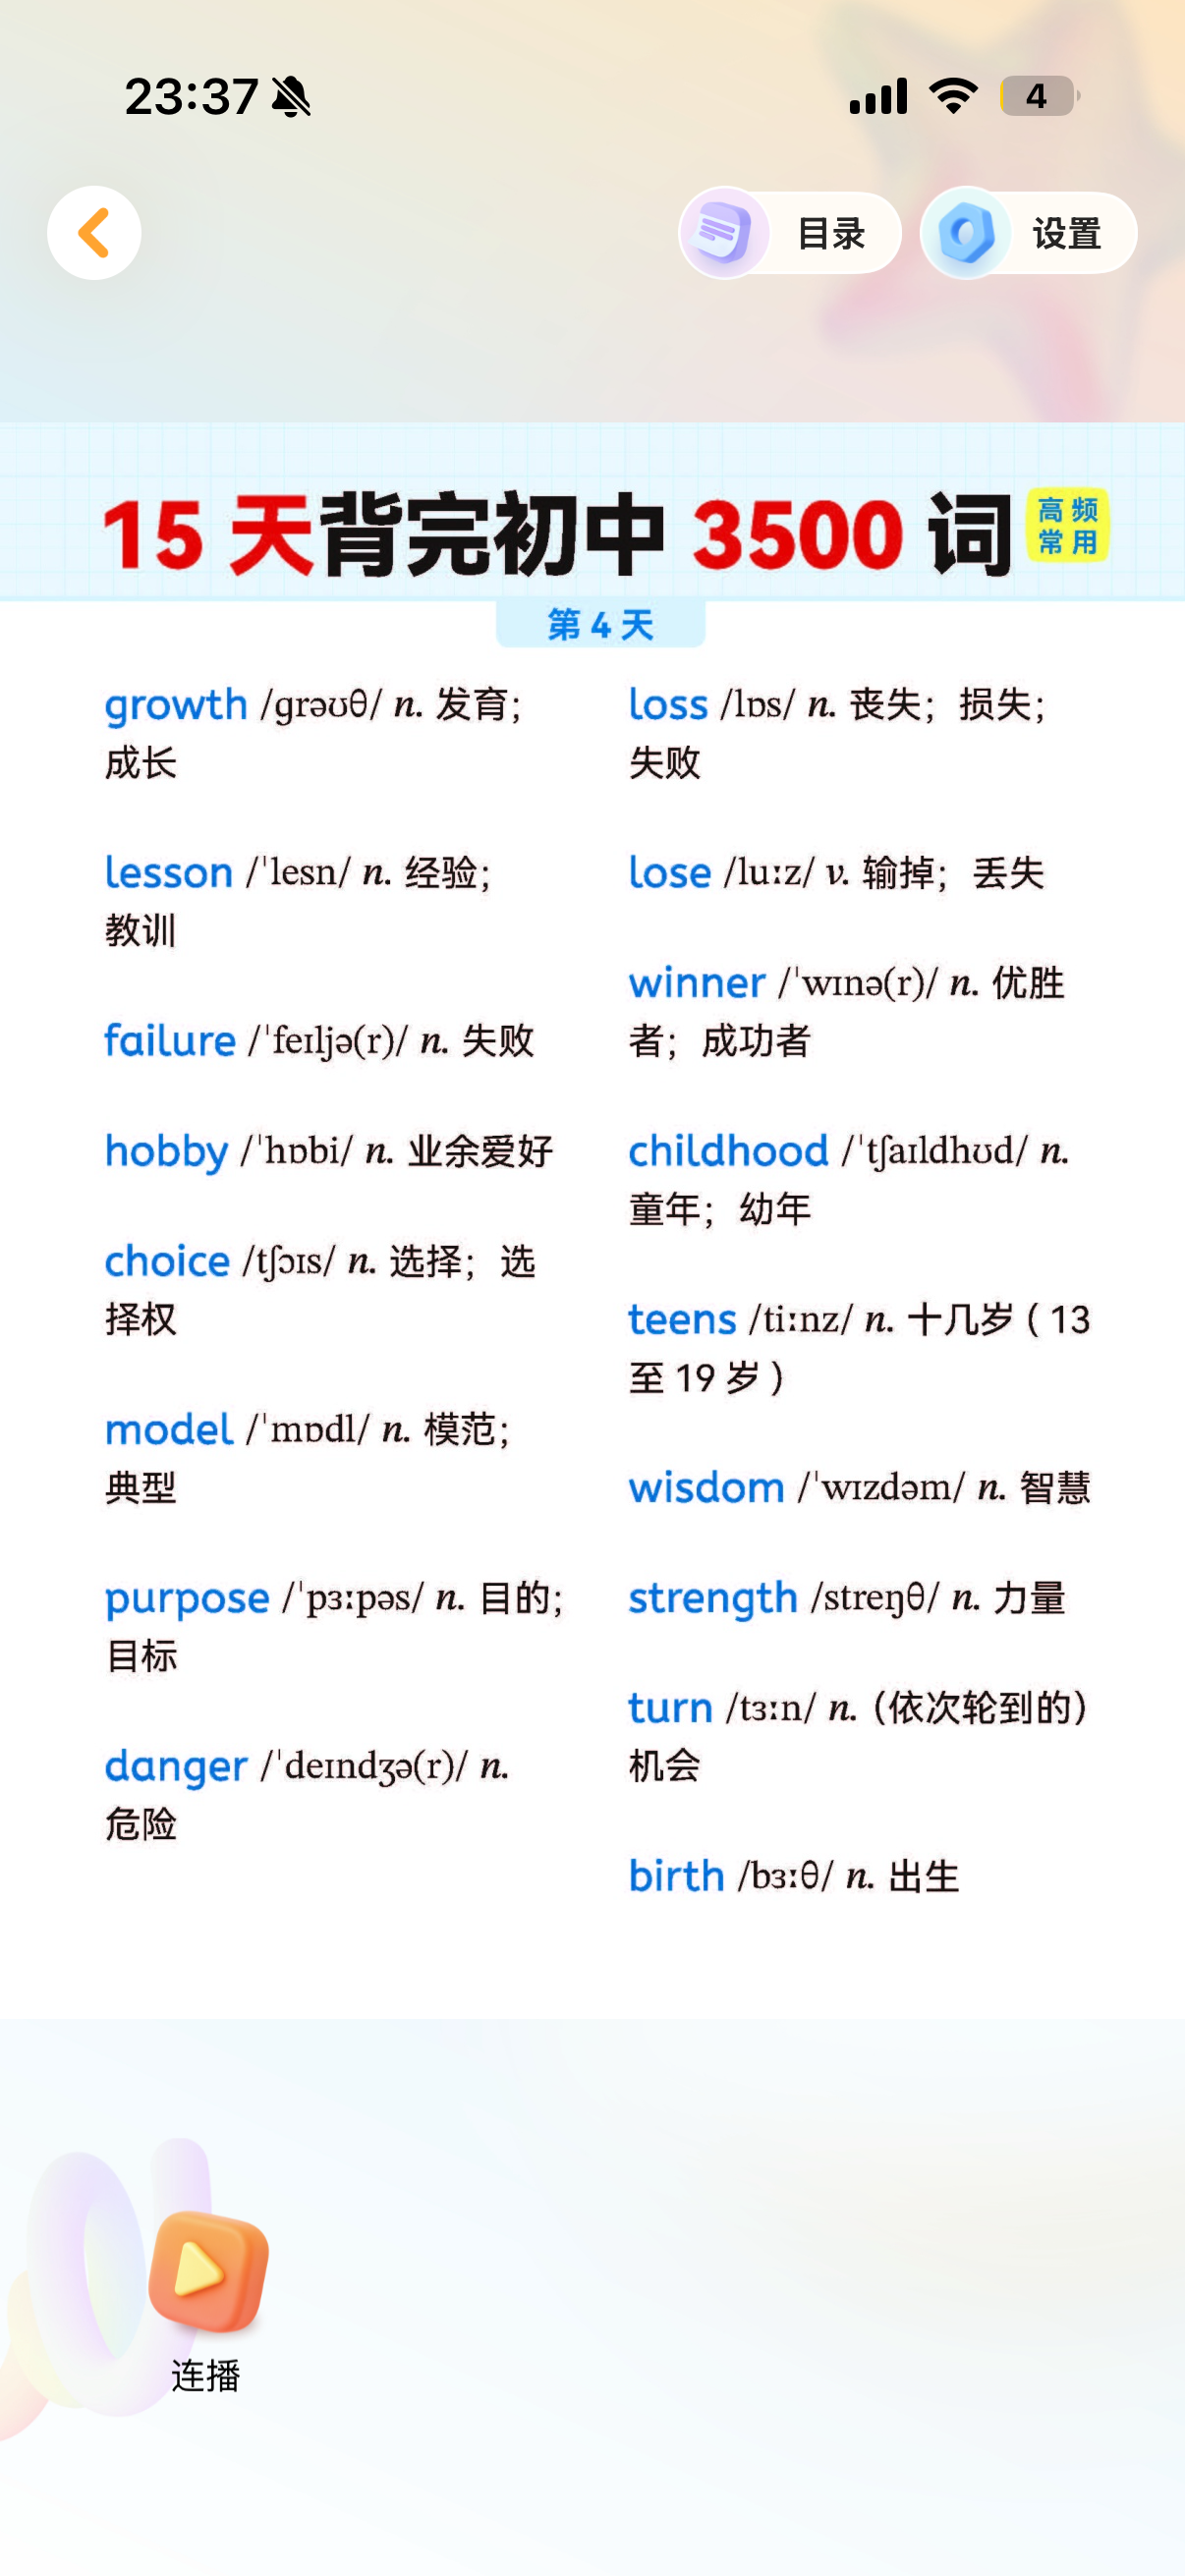 23:37
4
目录
设置
15 天背完初中 3500 词
高频
常用
第 4 天
growth /ɡrəʊθ/ n. 发育；
成长
lesson /ˈlesn/ n. 经验；
教训
failure /ˈfeɪljə(r)/ n. 失败
hobby /ˈhɒbi/ n. 业余爱好
choice /tʃɔɪs/ n. 选择；选
择权
model /ˈmɒdl/ n. 模范；
典型
purpose /ˈpɜːpəs/ n. 目的；
目标
danger /ˈdeɪndʒə(r)/ n.
危险
loss /lɒs/ n. 丧失；损失；
失败
lose /luːz/ v. 输掉；丢失
winner /ˈwɪnə(r)/ n. 优胜
者；成功者
childhood /ˈtʃaɪldhʊd/ n.
童年；幼年
teens /tiːnz/ n. 十几岁（13
至 19 岁）
wisdom /ˈwɪzdəm/ n. 智慧
strength /streŋθ/ n. 力量
turn /tɜːn/ n.（依次轮到的）
机会
birth /bɜːθ/ n. 出生
连播